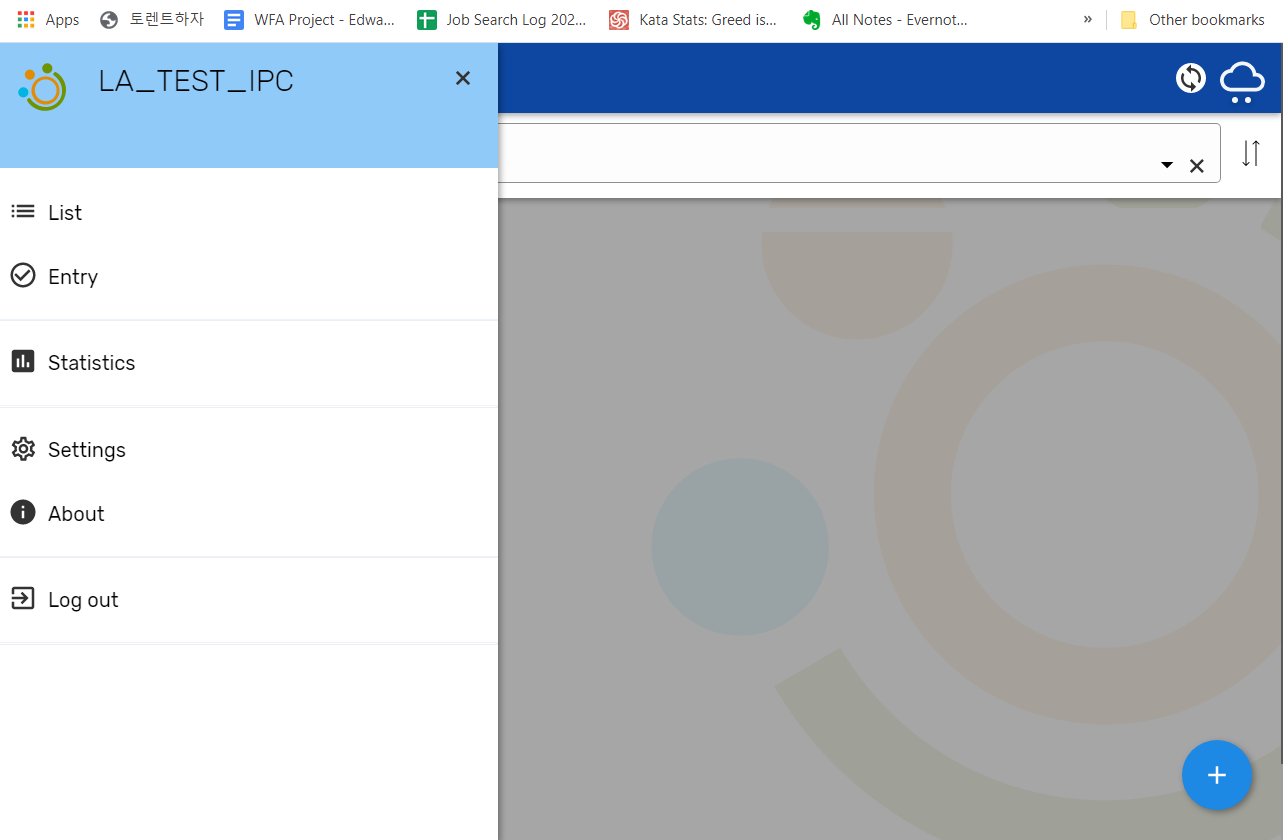 Apps 토렌트하자 WFA Project - Edwa... Job Search Log 202... Kata Stats: Greed is... All Notes - Evernot... » Other bookmarks
LA_TEST_IPC
List
Entry
Statistics
Settings
About
Log out